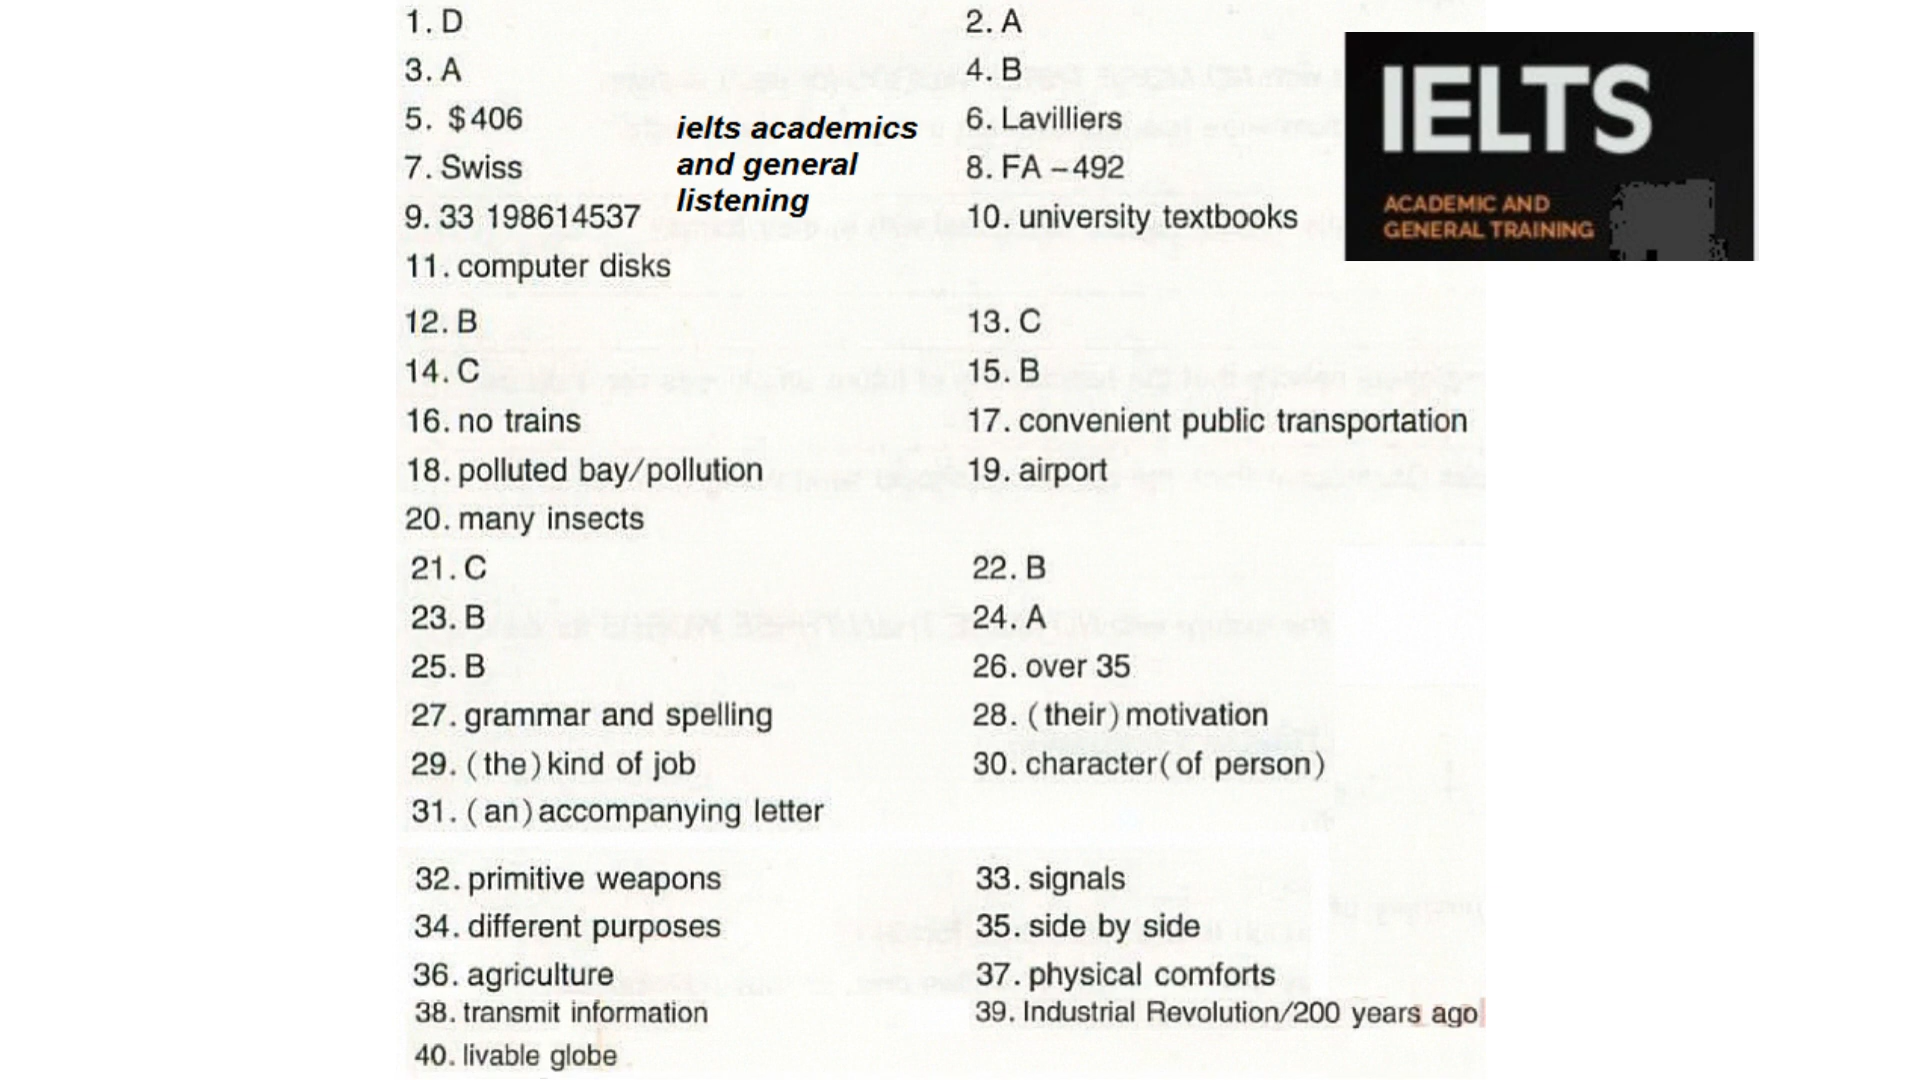 1. D
2. A
3. A
4. B
5. $406
6. Lavilliers
7. Swiss
8. FA –492
9. 33 198614537
10. university textbooks
11. computer disks
12. B
13. C
14. C
15. B
16. no trains
17. convenient public transportation
18. polluted bay/pollution
19. airport
20. many insects
21. C
22. B
23. B
24. A
25. B
26. over 35
27. grammar and spelling
28. (their) motivation
29. (the) kind of job
30. character(of person)
31. (an) accompanying letter
32. primitive weapons
33. signals
34. different purposes
35. side by side
36. agriculture
37. physical comforts
38. transmit information
39. Industrial Revolution/200 years ago
40. livable globe
ielts academics
and general
listening
IELTS
ACADEMIC AND
GENERAL TRAINING